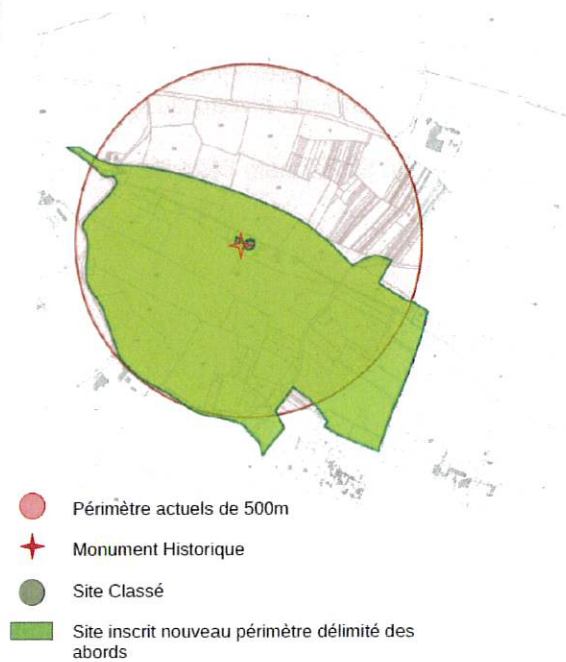 Périmètre actuels de 500m
Monument Historique
Site Classé
Site inscrit nouveau périmètre délimité des
abords